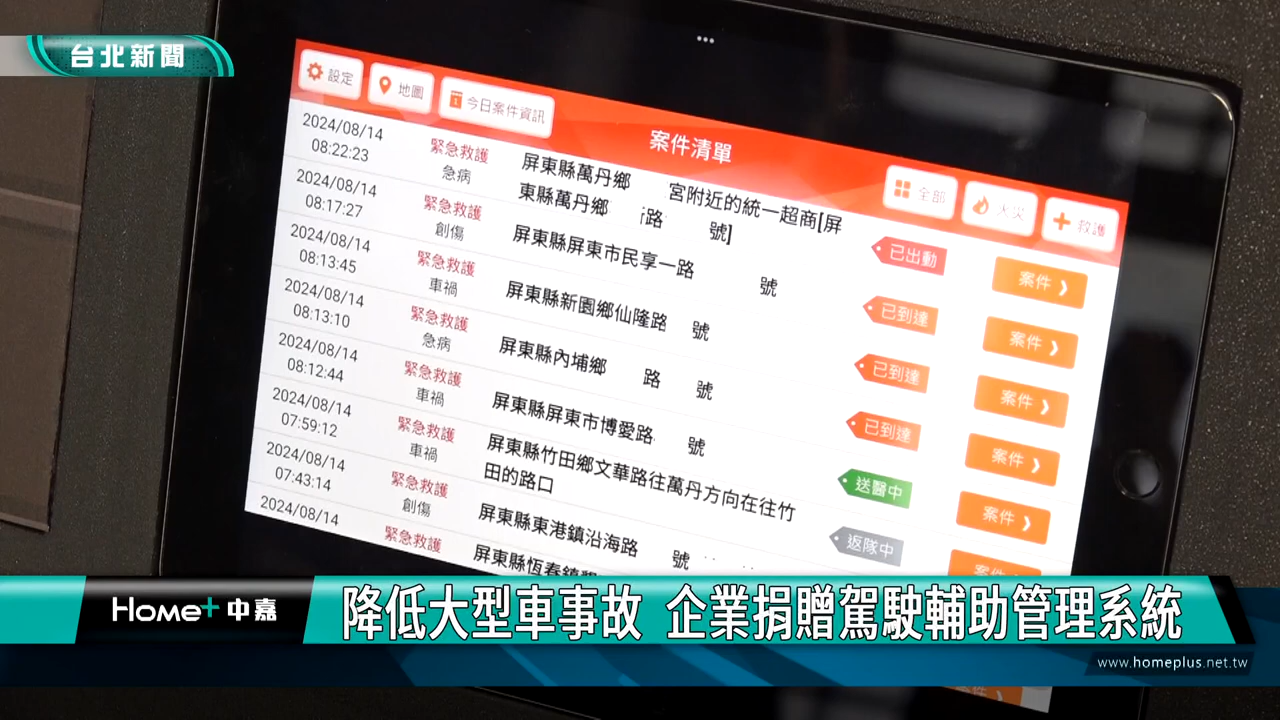 台北新聞
設定
地圖
今日案件資訊
案件清單
全部
火災
救護
2024/08/14
08:22:23
緊急救護
急病
屏東縣萬丹鄉 宮附近的統一超商[屏
東縣萬丹鄉 路 號]
已出動
案件
2024/08/14
08:17:27
緊急救護
創傷
屏東縣屏東市民享一路 號
已到達
案件
2024/08/14
08:13:45
緊急救護
車禍
屏東縣新園鄉仙隆路 號
已到達
案件
2024/08/14
08:13:10
緊急救護
急病
屏東縣內埔鄉 路 號
已到達
案件
2024/08/14
08:12:44
緊急救護
車禍
屏東縣屏東市博愛路 號
送醫中
案件
2024/08/14
07:59:12
緊急救護
車禍
屏東縣竹田鄉文華路往萬丹方向在往竹
田的路口
返隊中
案件
2024/08/14
07:43:14
緊急救護
創傷
屏東縣東港鎮沿海路 號
2024/08/14
緊急救護
屏東縣恆春鎮
Home+ 中嘉
降低大型車事故 企業捐贈駕駛輔助管理系統
www.homeplus.net.tw